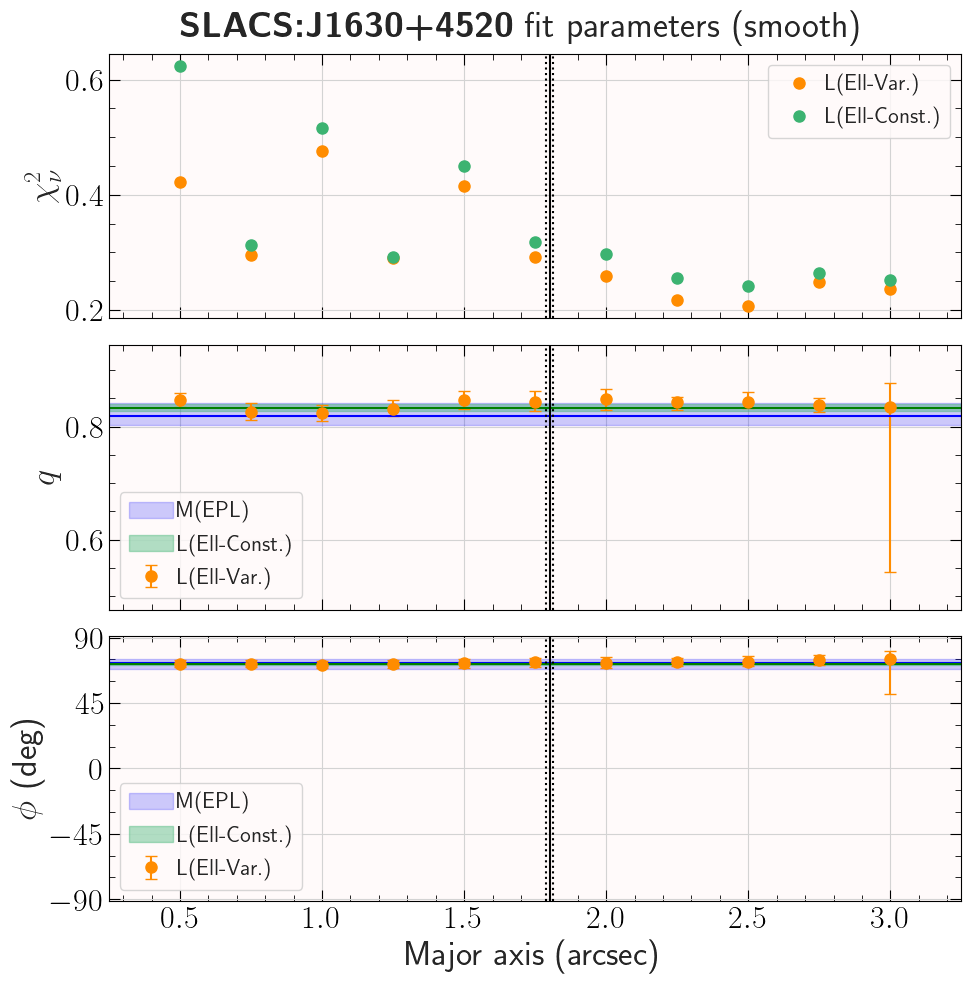 SLACS:J1630+4520 fit parameters (smooth)
0.6
0.4
0.2
χ²ᵥ
L(Ell-Var.)
L(Ell-Const.)
0.8
0.6
q
M(EPL)
L(Ell-Const.)
L(Ell-Var.)
90
45
0
−45
−90
ϕ (deg)
M(EPL)
L(Ell-Const.)
L(Ell-Var.)
0.5 1.0 1.5 2.0 2.5 3.0
Major axis (arcsec)